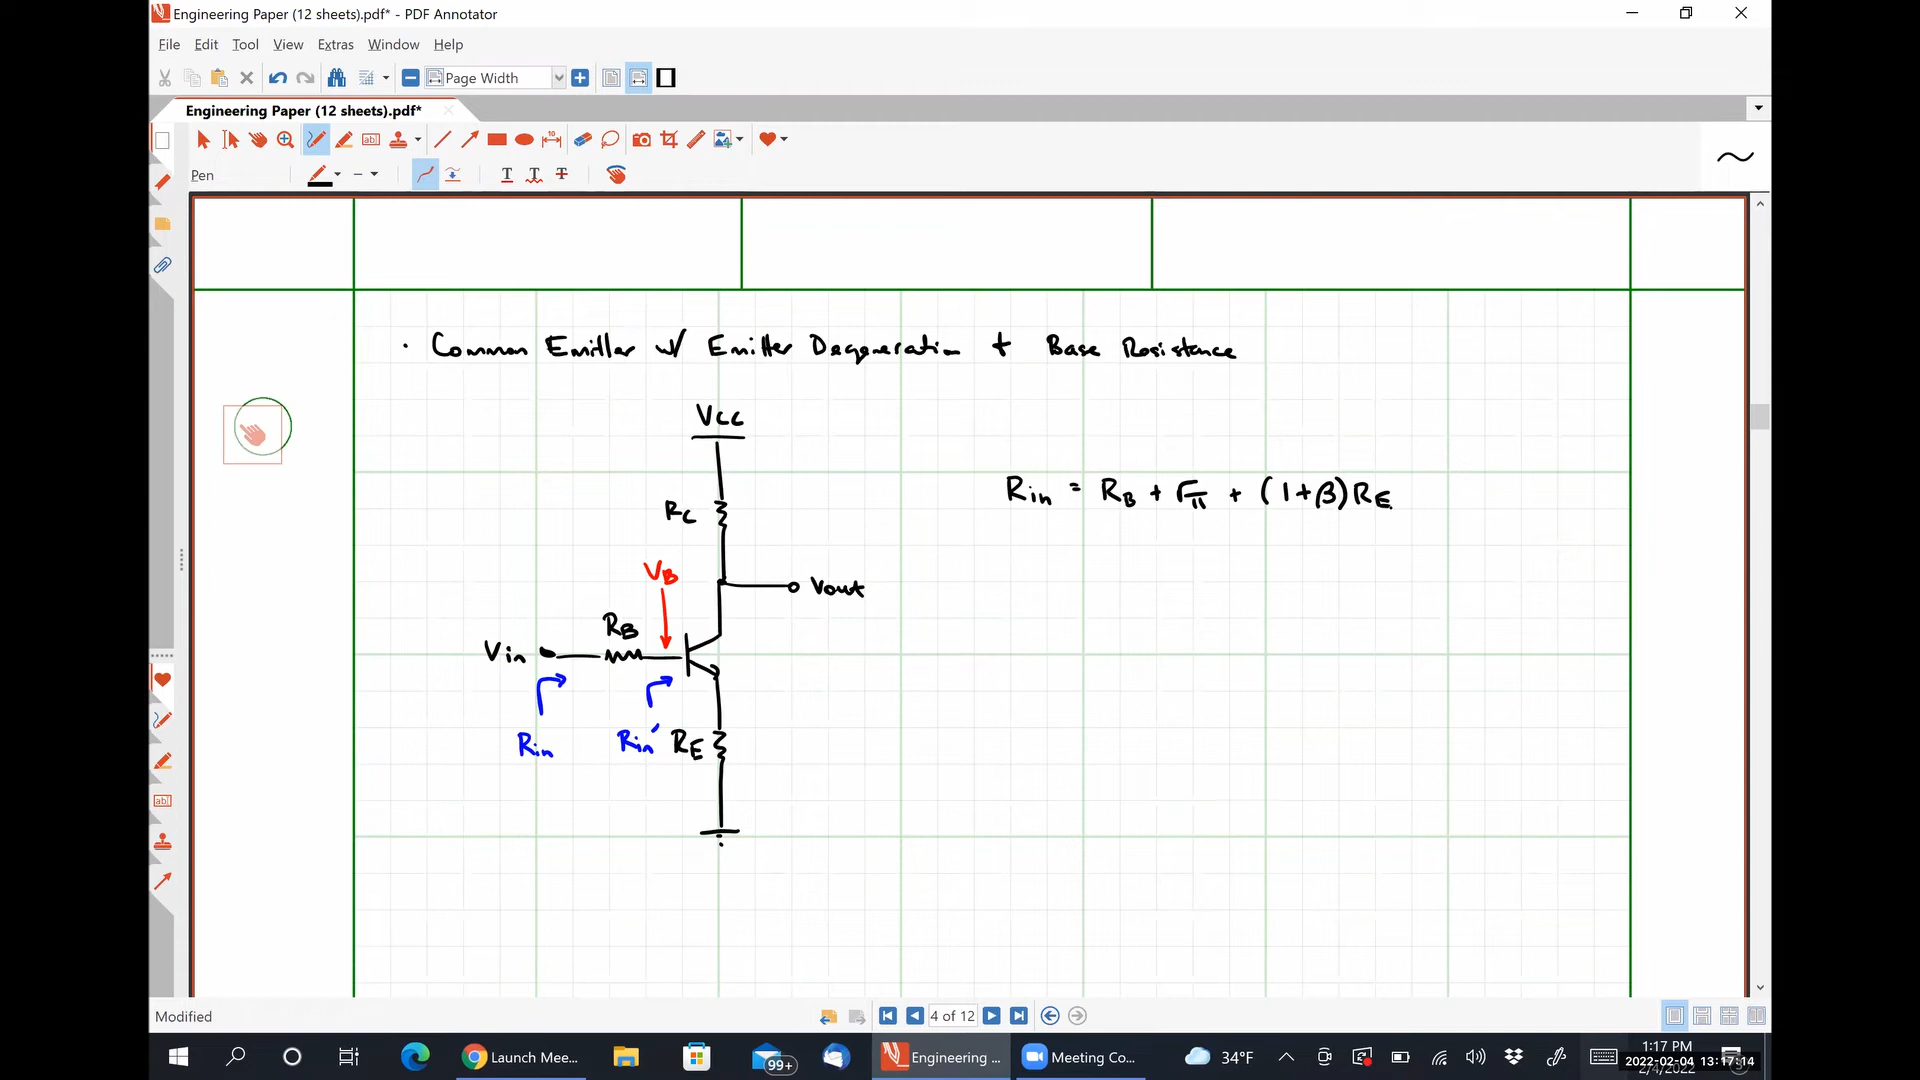 Engineering Paper (12 sheets).pdf* - PDF Annotator
File Edit Tool View Extras Window Help
Page Width
Engineering Paper (12 sheets).pdf*
Pen
· Common Emitter w/ Emitter Degeneration + Base Resistance
VCC
RC
Rin = RB + rπ + (1+β)RE
VB
Vout
RB
Vin
Rin
Rin'
RE
Modified
4 of 12
Launch Mee...
99+
Engineering ...
Meeting Co...
34°F
1:17 PM
2022-02-04 13:17:14
2/4/2022